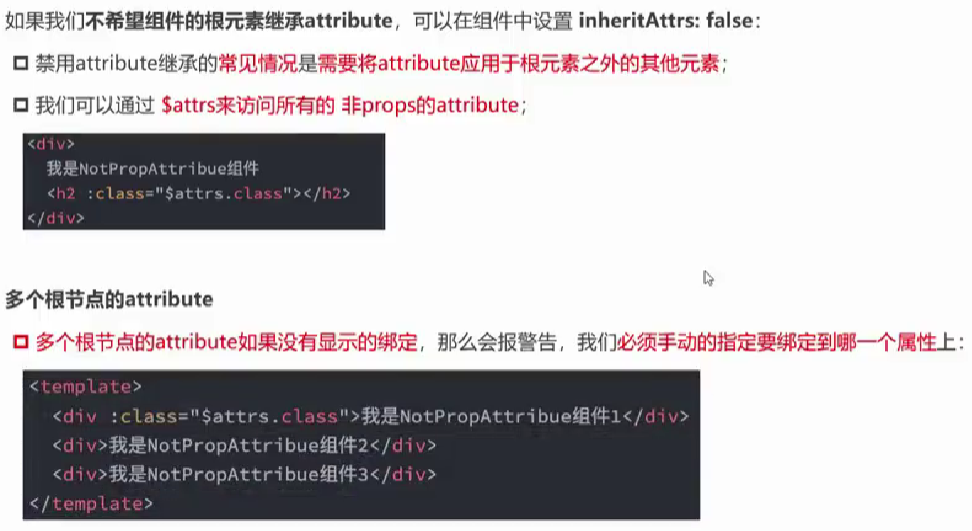 如果我们不希望组件的根元素继承attribute，可以在组件中设置 inheritAttrs: false：
禁用attribute继承的常见情况是需要将attribute应用于根元素之外的其他元素；
我们可以通过 $attrs来访问所有的 非props的attribute；
<div>
我是NotPropAttribue组件
<h2 :class="$attrs.class"></h2>
</div>
多个根节点的attribute
多个根节点的attribute如果没有显示的绑定，那么会报警告，我们必须手动的指定要绑定到哪一个属性上：
<template>
<div :class="$attrs.class">我是NotPropAttribue组件1</div>
<div>我是NotPropAttribue组件2</div>
<div>我是NotPropAttribue组件3</div>
</template>